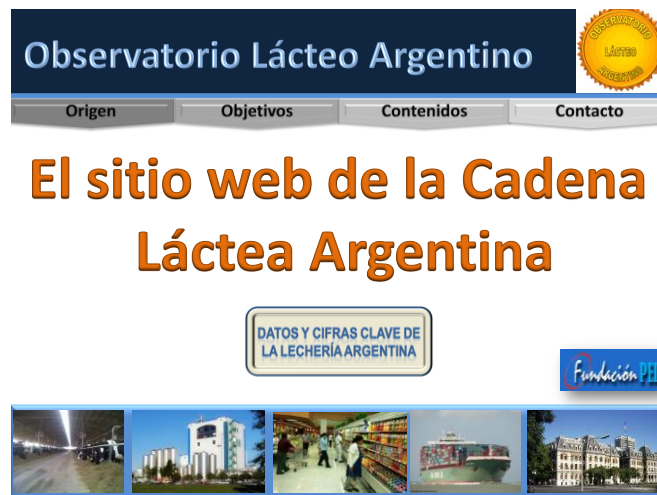 Observatorio Lácteo Argentino
OBSERVATORIO
LÁCTEO
ARGENTINO
Origen
Objetivos
Contenidos
Contacto
El sitio web de la Cadena
Láctea Argentina
DATOS Y CIFRAS CLAVE DE
LA LECHERÍA ARGENTINA
Fundación